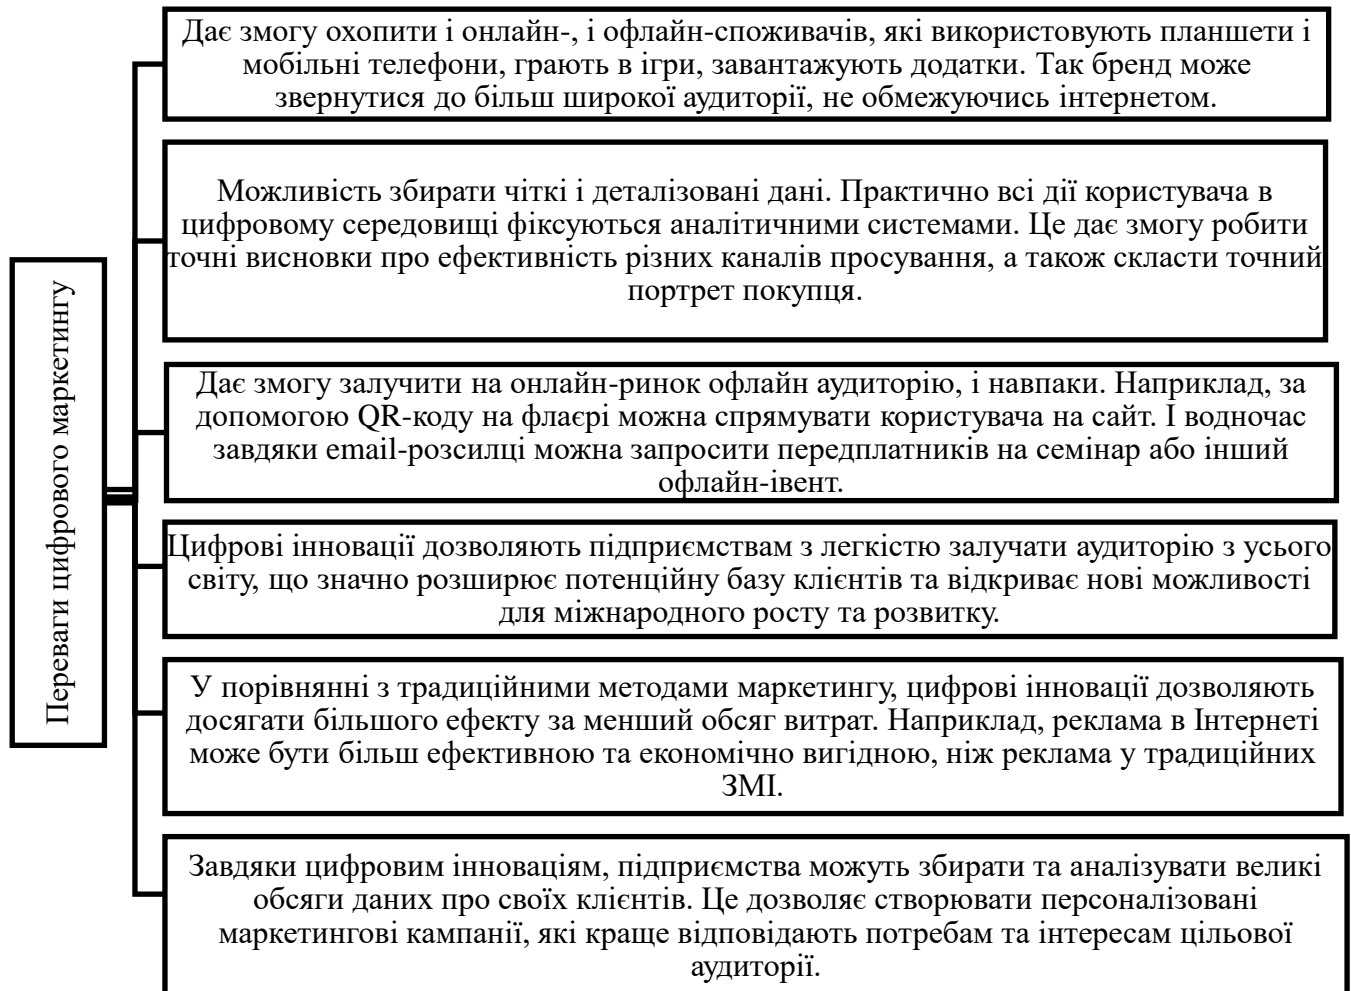 Переваги цифрового маркетингу
Дає змогу охопити і онлайн-, і офлайн-споживачів, які використовують планшети і
мобільні телефони, грають в ігри, завантажують додатки. Так бренд може
звернутися до більш широкої аудиторії, не обмежуючись інтернетом.
Можливість збирати чіткі і деталізовані дані. Практично всі дії користувача в
цифровому середовищі фіксуються аналітичними системами. Це дає змогу робити
точні висновки про ефективність різних каналів просування, а також скласти точний
портрет покупця.
Дає змогу залучити на онлайн-ринок офлайн аудиторію, і навпаки. Наприклад, за
допомогою QR-коду на флаєрі можна спрямувати користувача на сайт. І водночас
завдяки email-розсилці можна запросити передплатників на семінар або інший
офлайн-івент.
Цифрові інновації дозволяють підприємствам з легкістю залучати аудиторію з усього
світу, що значно розширює потенційну базу клієнтів та відкриває нові можливості
для міжнародного росту та розвитку.
У порівнянні з традиційними методами маркетингу, цифрові інновації дозволяють
досягати більшого ефекту за менший обсяг витрат. Наприклад, реклама в Інтернеті
може бути більш ефективною та економічно вигідною, ніж реклама у традиційних
ЗМІ.
Завдяки цифровим інноваціям, підприємства можуть збирати та аналізувати великі
обсяги даних про своїх клієнтів. Це дозволяє створювати персоналізовані
маркетингові кампанії, які краще відповідають потребам та інтересам цільової
аудиторії.